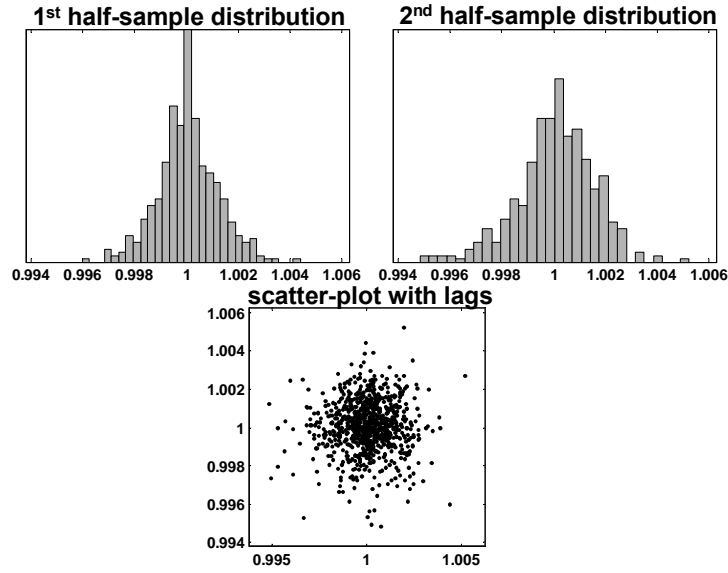 1st half-sample distribution
2nd half-sample distribution
0.994 0.996 0.998 1 1.002 1.004 1.006
0.994 0.996 0.998 1 1.002 1.004 1.006
scatter-plot with lags
1.006
1.004
1.002
1
0.998
0.996
0.994
0.995 1 1.005